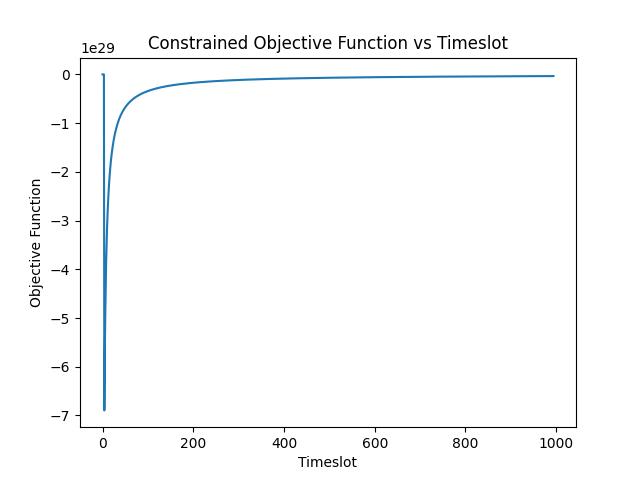 Constrained Objective Function vs Timeslot
1e29
0
−1
−2
−3
−4
−5
−6
−7
Objective Function
0 200 400 600 800 1000
Timeslot